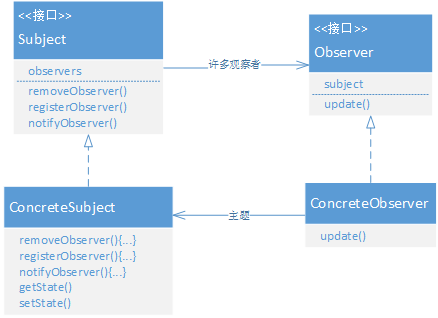 <<接口>>
Subject
observers
removeObserver()
registerObserver()
notifyObserver()
许多观察者
<<接口>>
Observer
subject
update()
ConcreteSubject
removeObserver(){...}
registerObserver(){...}
notifyObserver(){...}
getState()
setState()
主题
ConcreteObserver
update()